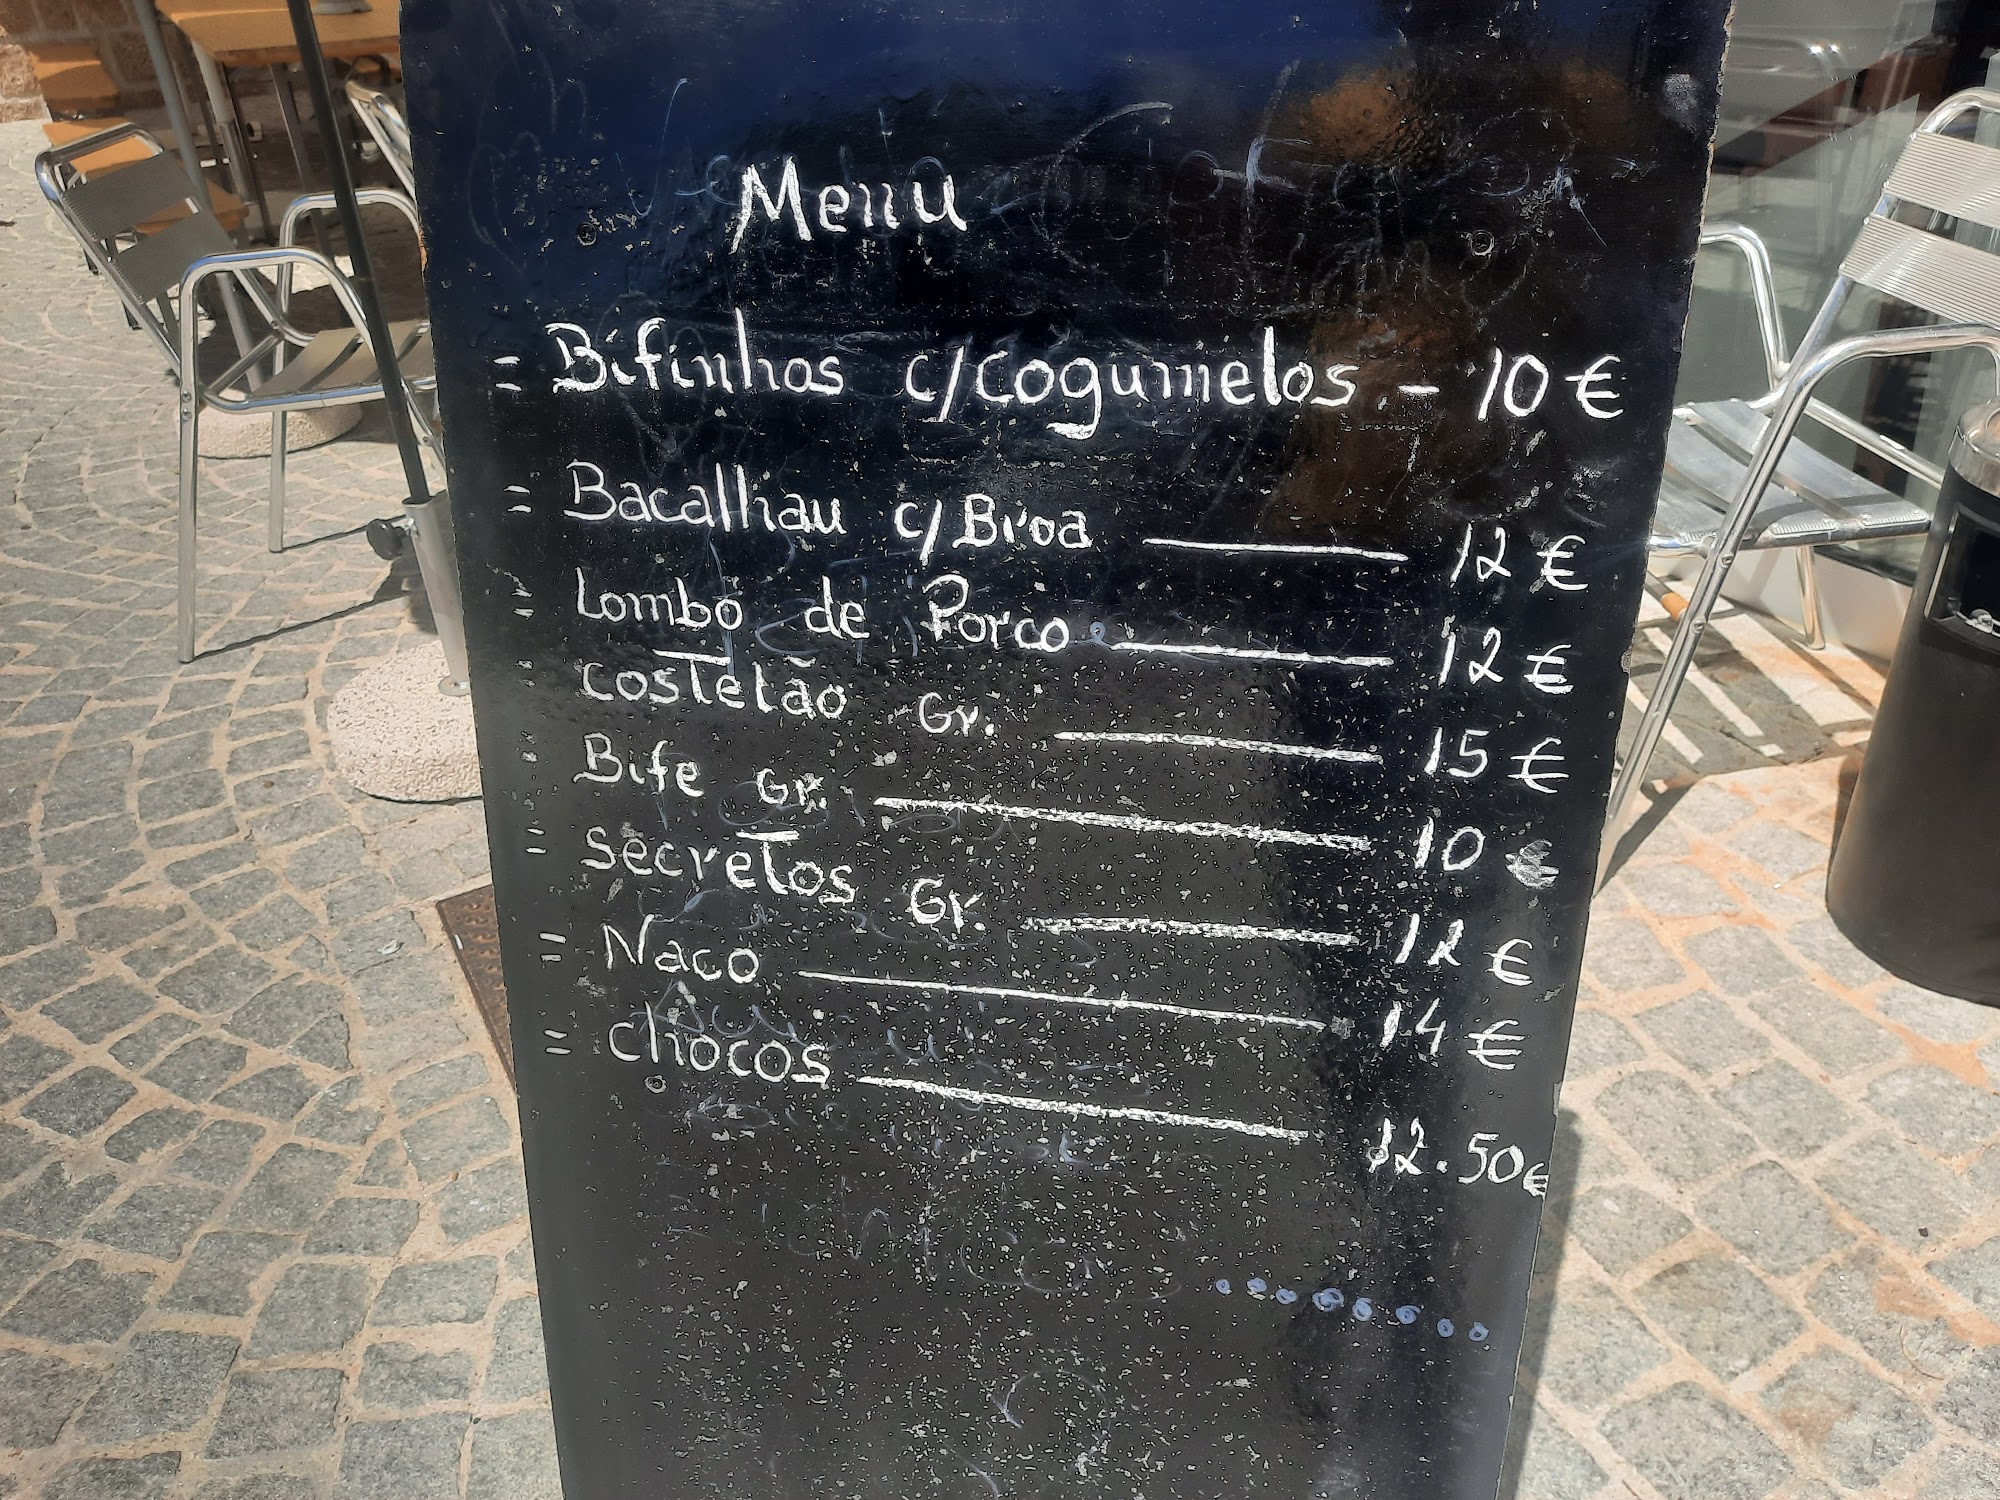 Menu
= Bifinhos c/cogumelos - 10 €
= Bacalhau c/ Broa — 12 €
= Lombo de Porco — 12 €
= Costelão Gr. — 15 €
= Bife Gr. — 10 €
= Secretos Gr. — 12 €
= Naco — 14 €
= chocos — 12.50€